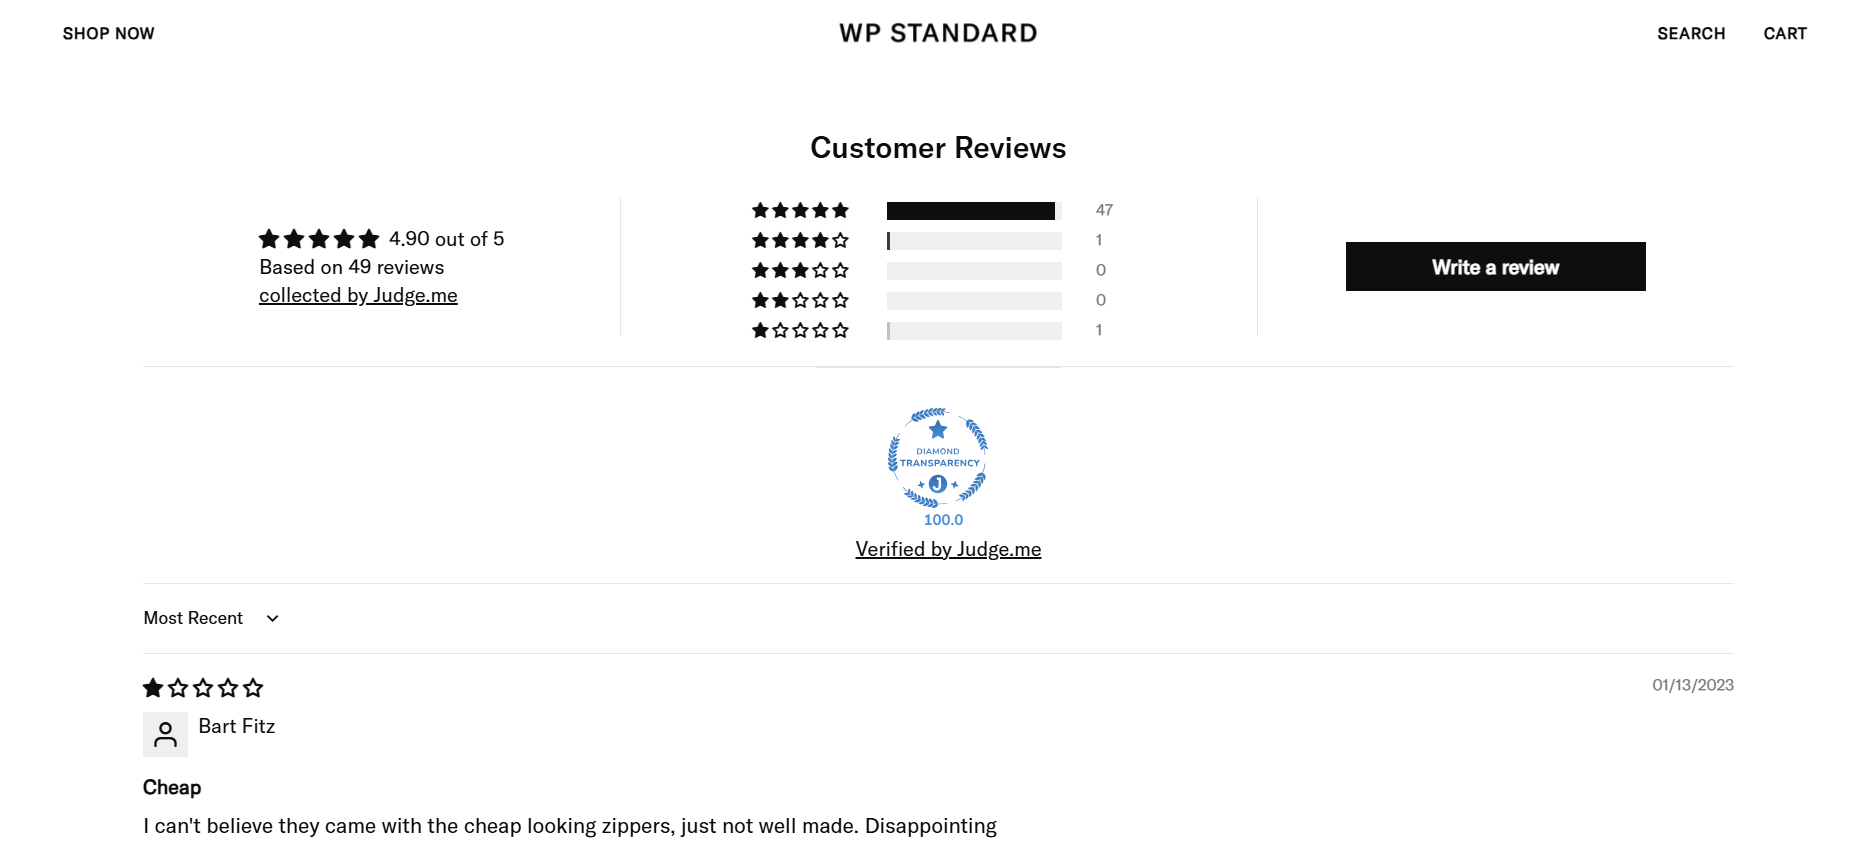 SHOP NOW
WP STANDARD
SEARCH
CART
Customer Reviews
4.90 out of 5
Based on 49 reviews
collected by Judge.me
47
1
0
0
1
Write a review
DIAMOND
TRANSPARENCY
J
100.0
Verified by Judge.me
Most Recent
01/13/2023
Bart Fitz
Cheap
I can't believe they came with the cheap looking zippers, just not well made. Disappointing